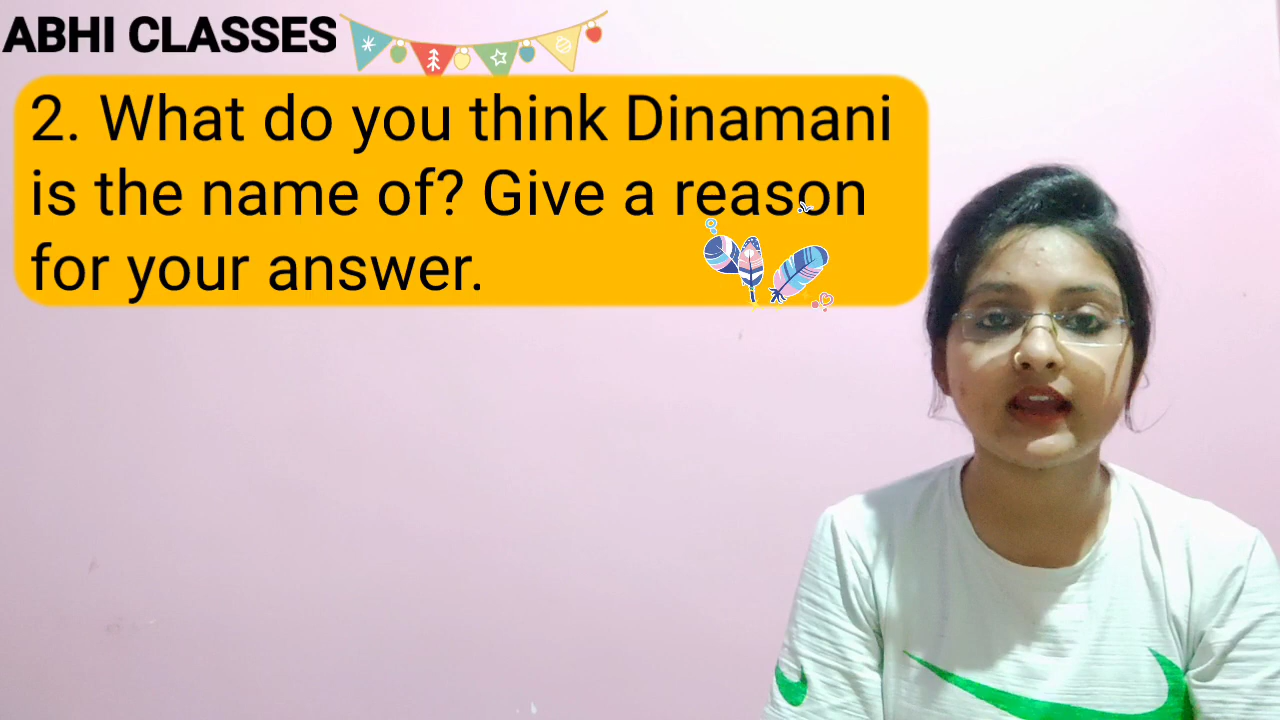 ABHI CLASSES
2. What do you think Dinamani
is the name of? Give a reason
for your answer.